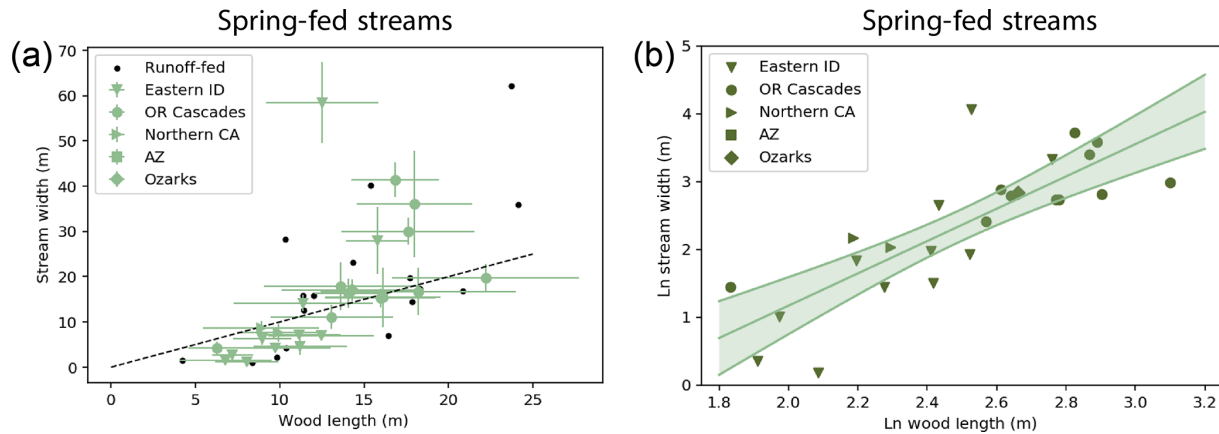 Spring-fed streams
(a)
70
60
50
40
30
20
10
0
Stream width (m)
Runoff-fed
Eastern ID
OR Cascades
Northern CA
AZ
Ozarks
0 5 10 15 20 25
Wood length (m)
Spring-fed streams
(b)
5
4
3
2
1
0
Ln stream width (m)
Eastern ID
OR Cascades
Northern CA
AZ
Ozarks
1.8 2.0 2.2 2.4 2.6 2.8 3.0 3.2
Ln wood length (m)